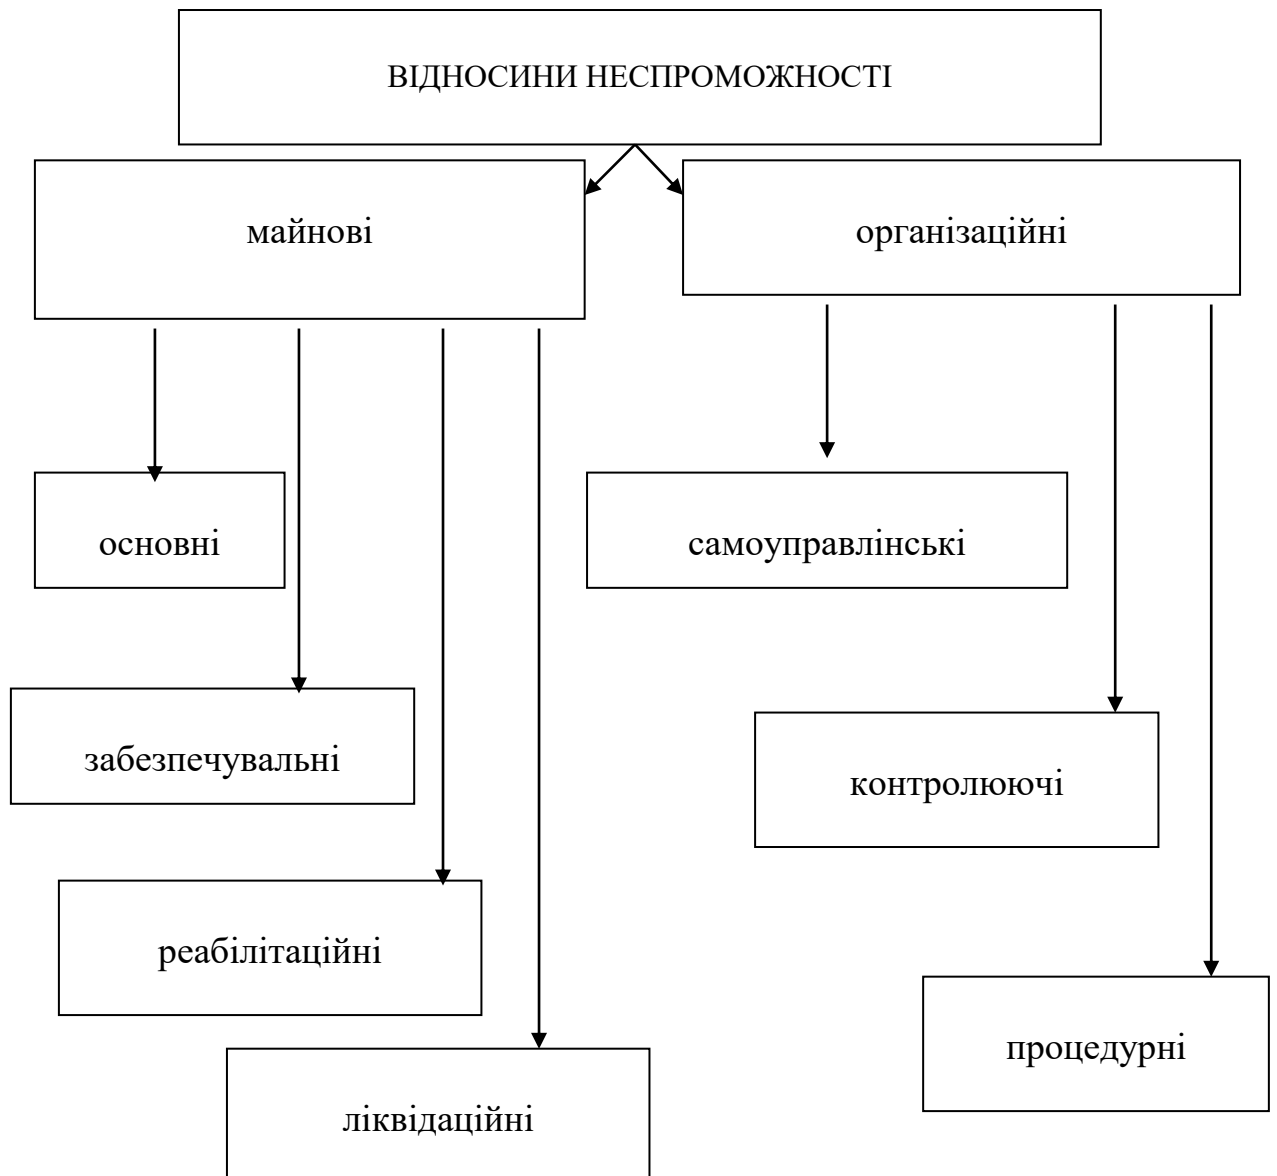 ВІДНОСИНИ НЕСПРОМОЖНОСТІ
майнові
організаційні
основні
самоуправлінські
забезпечувальні
контролюючі
реабілітаційні
процедурні
ліквідаційні